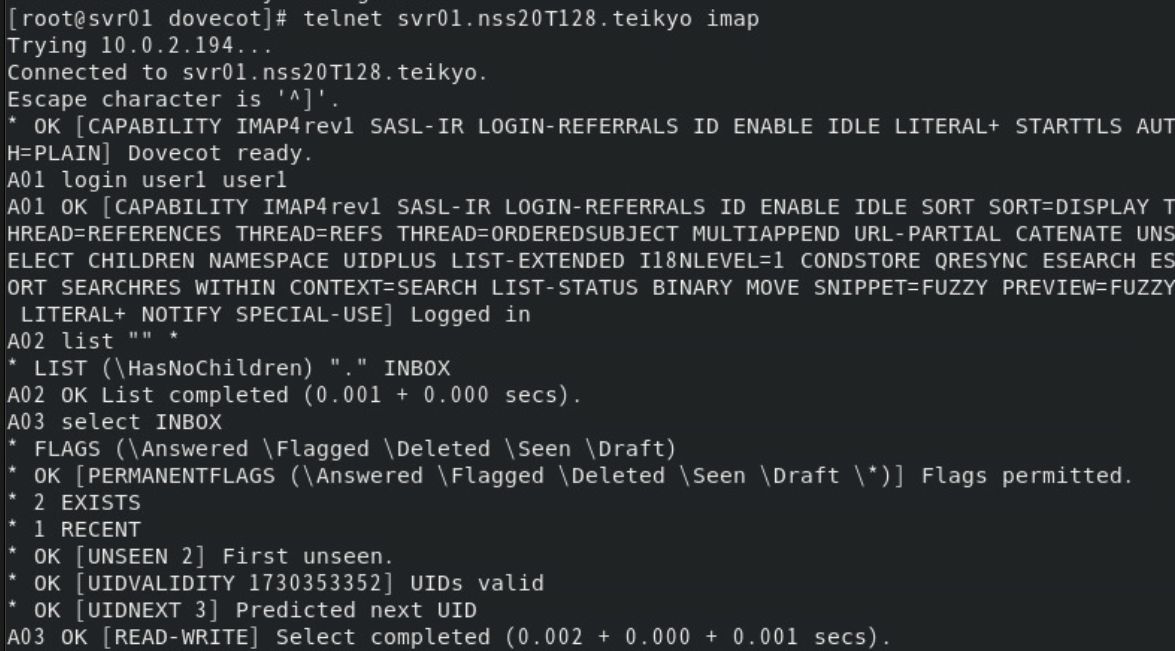 [root@svr01 dovecot]# telnet svr01.nss20T128.teikyo imap
Trying 10.0.2.194...
Connected to svr01.nss20T128.teikyo.
Escape character is '^]'.
* OK [CAPABILITY IMAP4rev1 SASL-IR LOGIN-REFERRALS ID ENABLE IDLE LITERAL+ STARTTLS AUT
H=PLAIN] Dovecot ready.
A01 login user1 user1
A01 OK [CAPABILITY IMAP4rev1 SASL-IR LOGIN-REFERRALS ID ENABLE IDLE SORT SORT=DISPLAY T
HREAD=REFERENCES THREAD=REFS THREAD=ORDEREDSUBJECT MULTIAPPEND URL-PARTIAL CATENATE UNS
ELECT CHILDREN NAMESPACE UIDPLUS LIST-EXTENDED I18NLEVEL=1 CONDSTORE QRESYNC ESEARCH ES
ORT SEARCHRES WITHIN CONTEXT=SEARCH LIST-STATUS BINARY MOVE SNIPPET=FUZZY PREVIEW=FUZZY
 LITERAL+ NOTIFY SPECIAL-USE] Logged in
A02 list "" *
* LIST (\HasNoChildren) "." INBOX
A02 OK List completed (0.001 + 0.000 secs).
A03 select INBOX
* FLAGS (\Answered \Flagged \Deleted \Seen \Draft)
* OK [PERMANENTFLAGS (\Answered \Flagged \Deleted \Seen \Draft \*)] Flags permitted.
* 2 EXISTS
* 1 RECENT
* OK [UNSEEN 2] First unseen.
* OK [UIDVALIDITY 1730353352] UIDs valid
* OK [UIDNEXT 3] Predicted next UID
A03 OK [READ-WRITE] Select completed (0.002 + 0.000 + 0.001 secs).